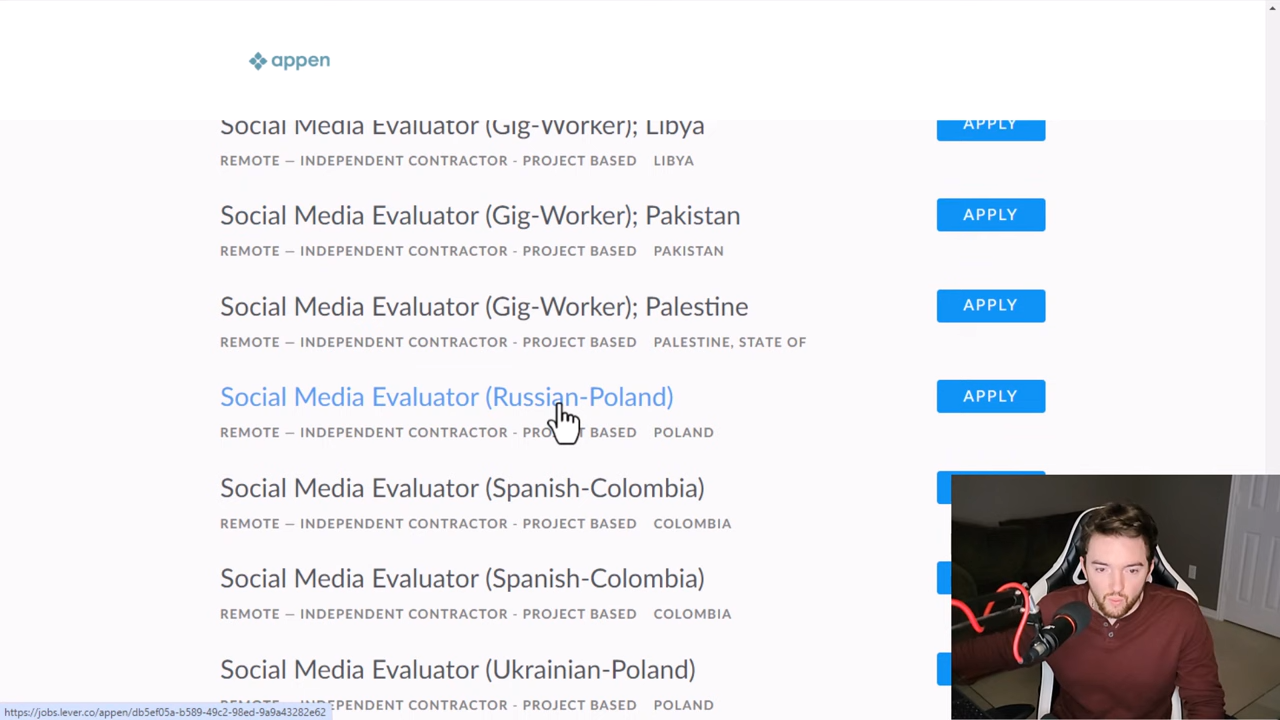 appen
Social Media Evaluator (Gig-Worker); Libya
APPLY
REMOTE — INDEPENDENT CONTRACTOR - PROJECT BASED LIBYA
Social Media Evaluator (Gig-Worker); Pakistan
APPLY
REMOTE — INDEPENDENT CONTRACTOR - PROJECT BASED PAKISTAN
Social Media Evaluator (Gig-Worker); Palestine
APPLY
REMOTE — INDEPENDENT CONTRACTOR - PROJECT BASED PALESTINE, STATE OF
Social Media Evaluator (Russian-Poland)
APPLY
REMOTE — INDEPENDENT CONTRACTOR - PROJECT BASED POLAND
Social Media Evaluator (Spanish-Colombia)
REMOTE — INDEPENDENT CONTRACTOR - PROJECT BASED COLOMBIA
Social Media Evaluator (Spanish-Colombia)
REMOTE — INDEPENDENT CONTRACTOR - PROJECT BASED COLOMBIA
Social Media Evaluator (Ukrainian-Poland)
REMOTE — INDEPENDENT CONTRACTOR - PROJECT BASED POLAND
https://jobs.lever.co/appen/db5ef05a-b589-49c2-98ed-9a9a43282e62